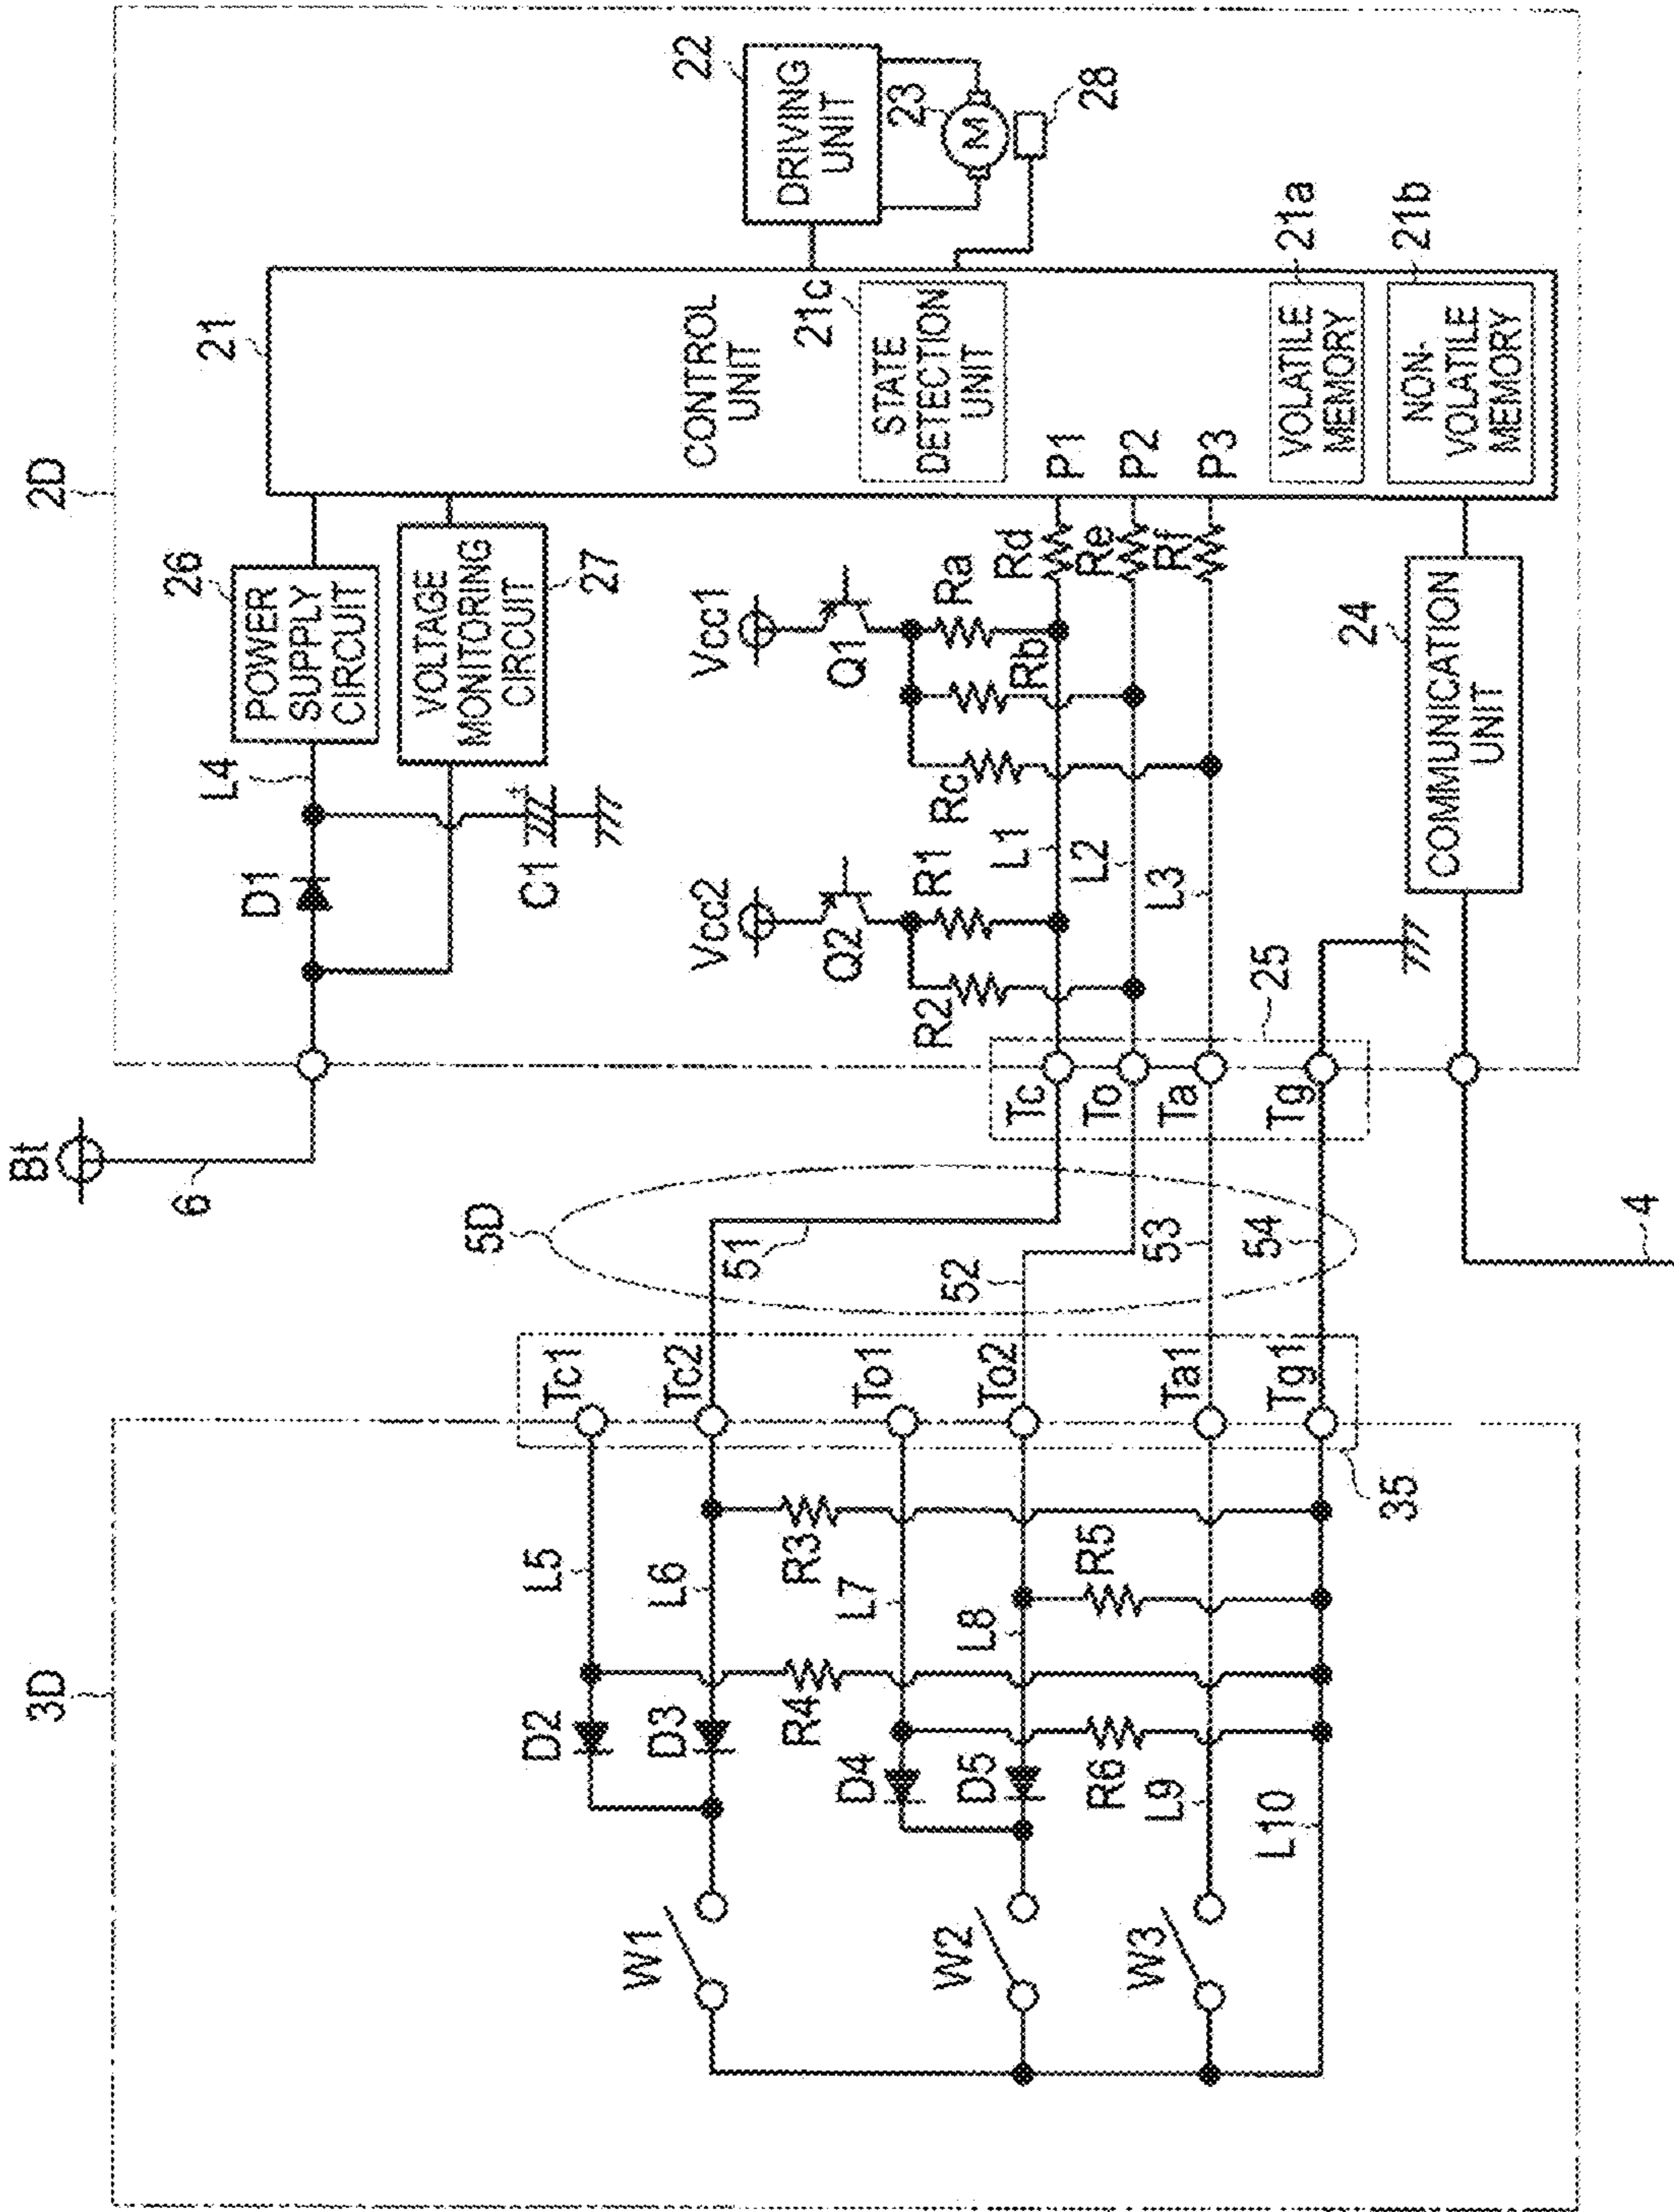 3D
D2
D3
L5
L6
Tc1
Tc2
R3
R4
W1
D4
D5
L7
L8
To1
To2
R5
R6
W2
L9
Ta1
W3
L10
Tg1
35
Bt
6
5D
51
52
53
54
2D
D1
L4
26
POWER
SUPPLY
CIRCUIT
VOLTAGE
MONITORING
CIRCUIT
27
C1
+
Vcc2
Q2
R1
R2
Vcc1
Q1
Ra
Rb
Rc
Rd
Re
Rf
Tc
To
Ta
Tg
25
L1
L2
L3
21
CONTROL
UNIT
21c
STATE
DETECTION
UNIT
P1
P2
P3
VOLATILE
MEMORY
21a
NON-
VOLATILE
MEMORY
21b
22
DRIVING
UNIT
23
M
28
24
COMMUNICATION
UNIT
4